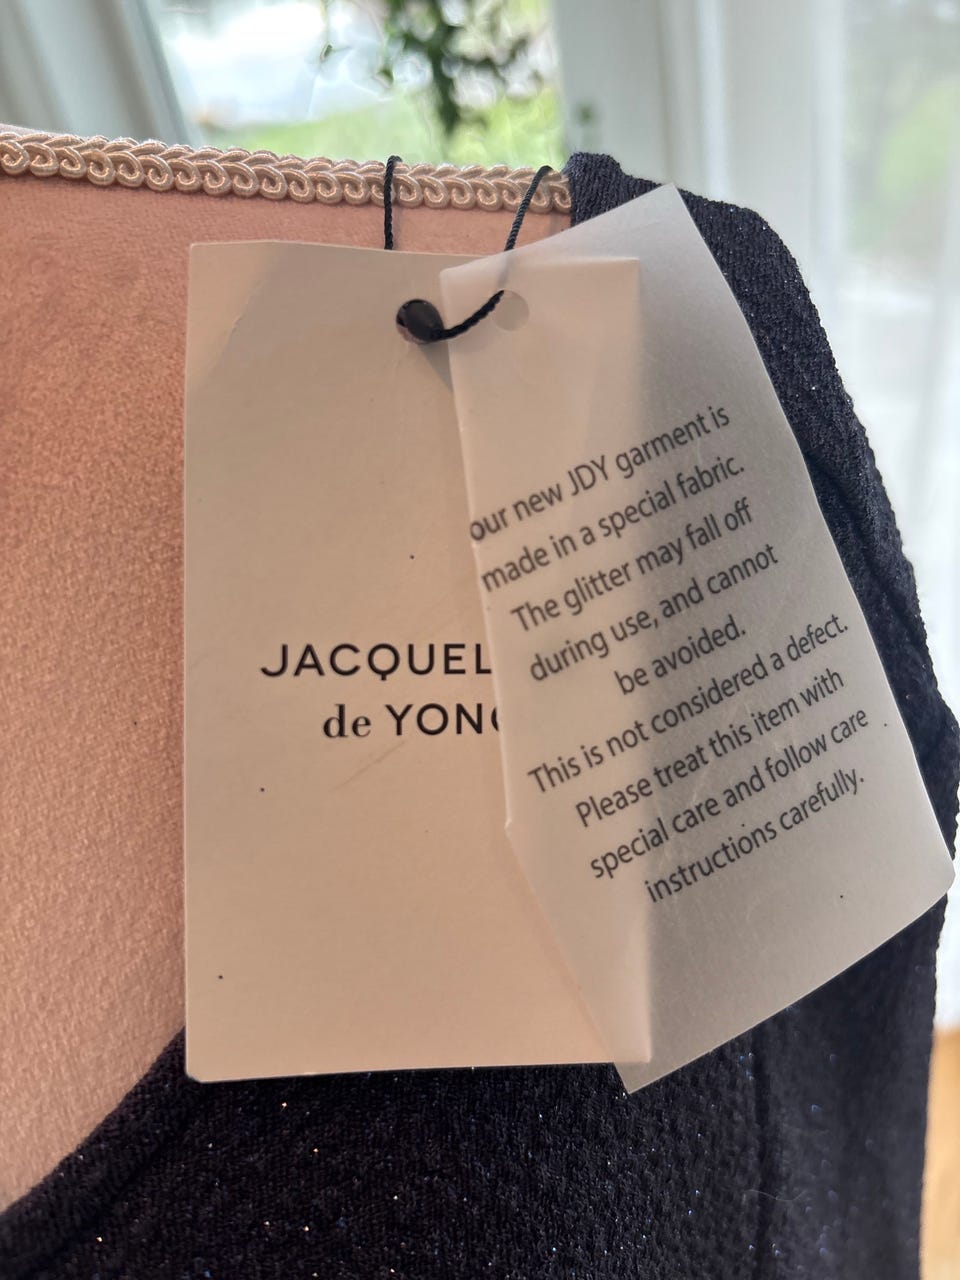 JACQUEL
de YONG
our new JDY garment is
made in a special fabric.
The glitter may fall off
during use, and cannot
be avoided.
This is not considered a defect.
Please treat this item with
special care and follow care
instructions carefully.